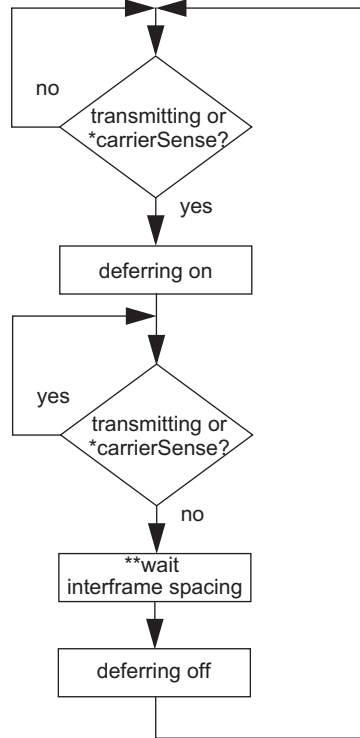 no
transmitting or
*carrierSense?
yes
deferring on
yes
transmitting or
*carrierSense?
no
**wait
interframe spacing
deferring off